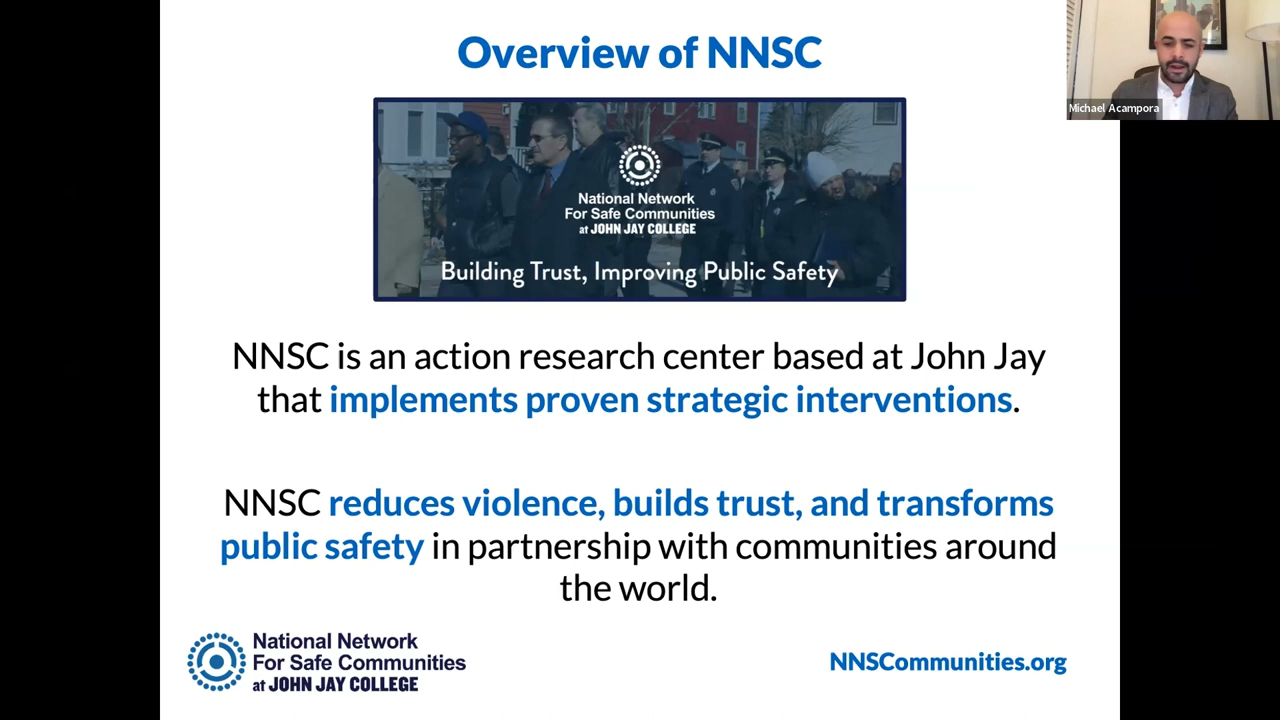 Overview of NNSC
Michael Acampora
National Network
For Safe Communities
at JOHN JAY COLLEGE
Building Trust, Improving Public Safety
NNSC is an action research center based at John Jay
that implements proven strategic interventions.
NNSC reduces violence, builds trust, and transforms
public safety in partnership with communities around
the world.
National Network
For Safe Communities
at JOHN JAY COLLEGE
NNSCommunities.org